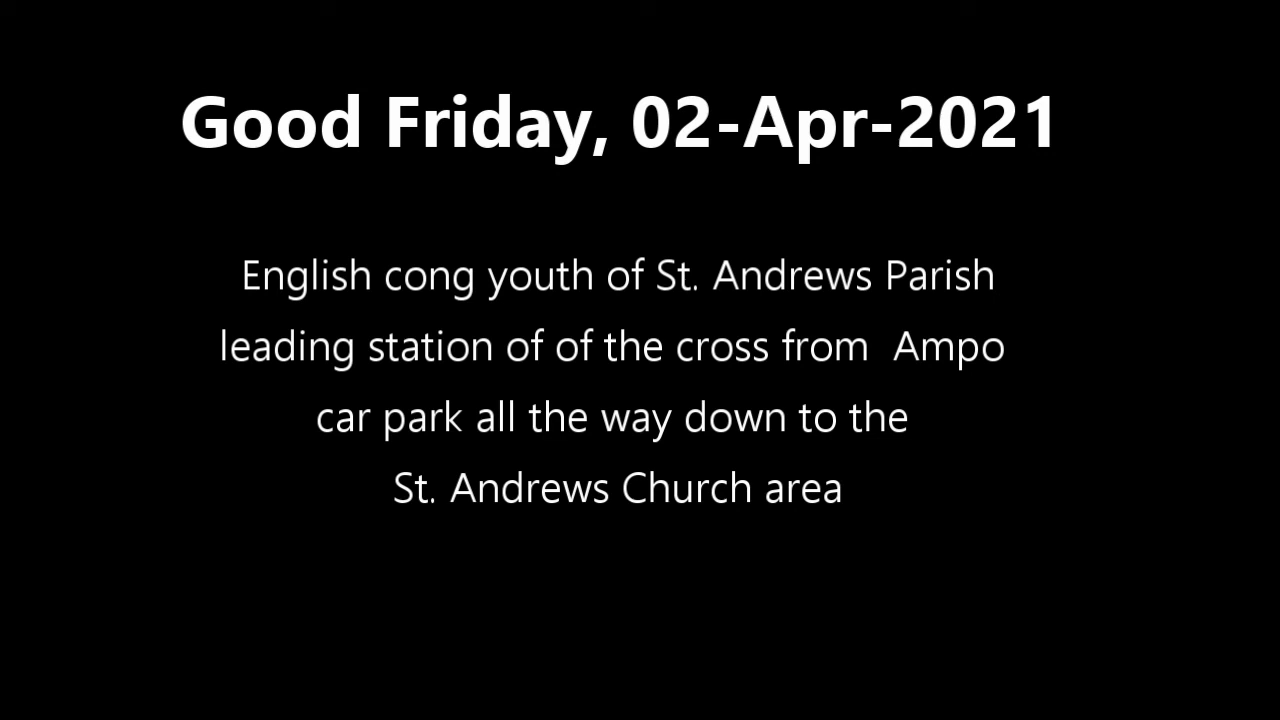 Good Friday, 02-Apr-2021
English cong youth of St. Andrews Parish
leading station of of the cross from  Ampo
car park all the way down to the
St. Andrews Church area